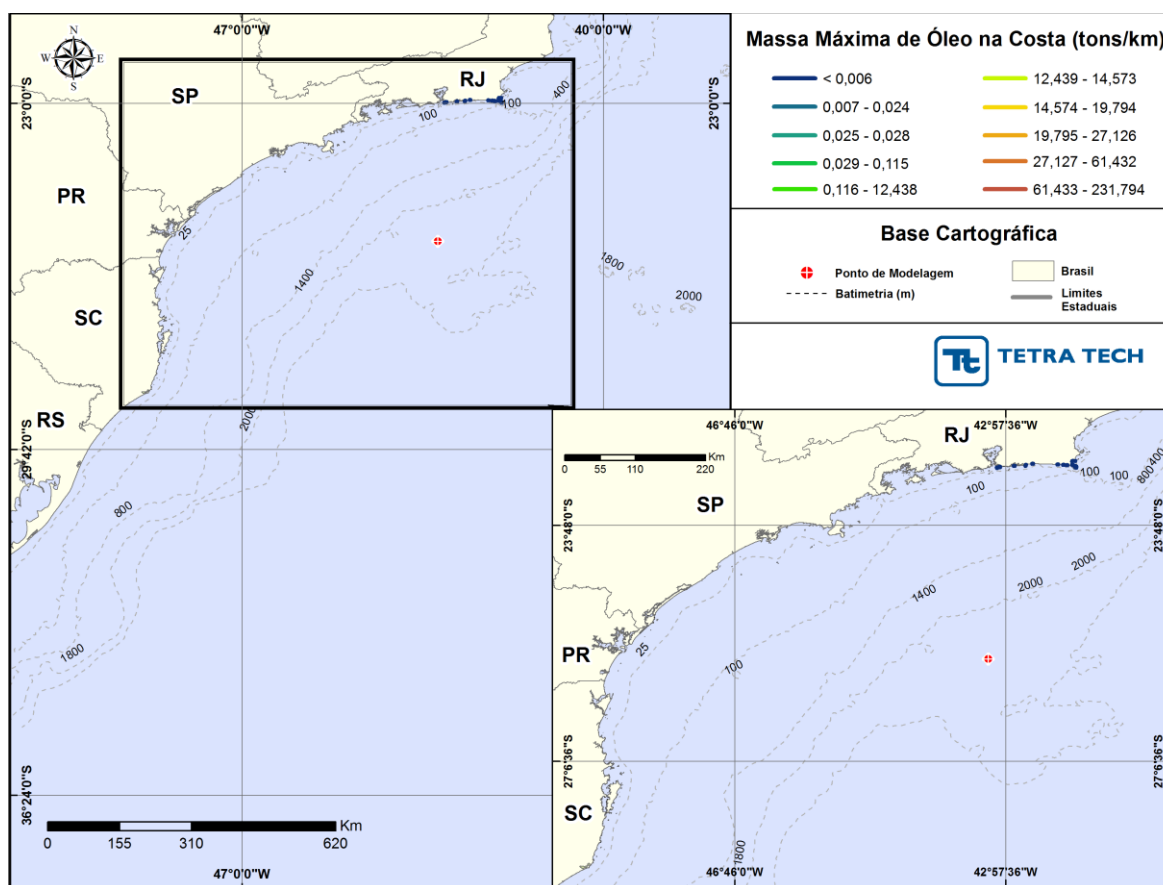 47°0'0"W
40°0'0"W
N
W
E
S
23°0'0"S
23°0'0"S
SP
RJ
100
100
400
PR
25
1400
1800
2000
SC
RS
2000
29°42'0"S
800
1800
36°24'0"S
Km
0 155 310 620
47°0'0"W
Massa Máxima de Óleo na Costa (tons/km)
< 0,006
12,439 - 14,573
0,007 - 0,024
14,574 - 19,794
0,025 - 0,028
19,795 - 27,126
0,029 - 0,115
27,127 - 61,432
0,116 - 12,438
61,433 - 231,794
Base Cartográfica
Ponto de Modelagem
Brasil
Batimetria (m)
Limites
Estaduais
Tt
TETRA TECH
46°46'0"W
42°57'36"W
Km
0 55 110 220
RJ
SP
100
100
100
800
400
23°48'0"S
23°48'0"S
2000
2000
1400
PR
25
100
27°6'36"S
27°6'36"S
SC
1800
46°46'0"W
42°57'36"W